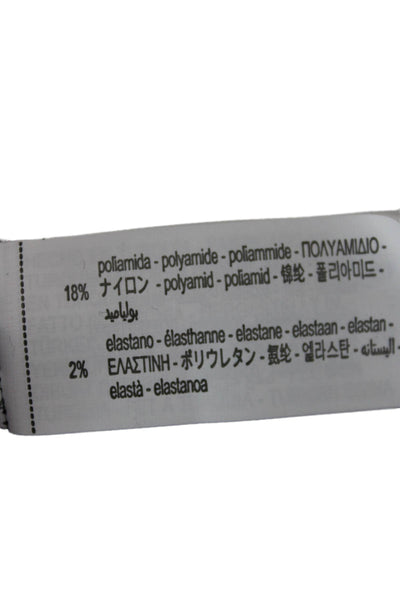 poliamida - polyamide - poliammide - ΠΟΛΥΑΜΙΔΙΟ -
18% ナイロン - polyamid - poliamid - 锦纶 - 폴리아미드 -
بولياميد
elastano - élasthanne - elastane - elastaan - elastan -
2% ΕΛΑΣΤΙΝΗ - ポリウレタン - 氨纶 - 엘라스탄 - اليستانه -
elastà - elastanoa